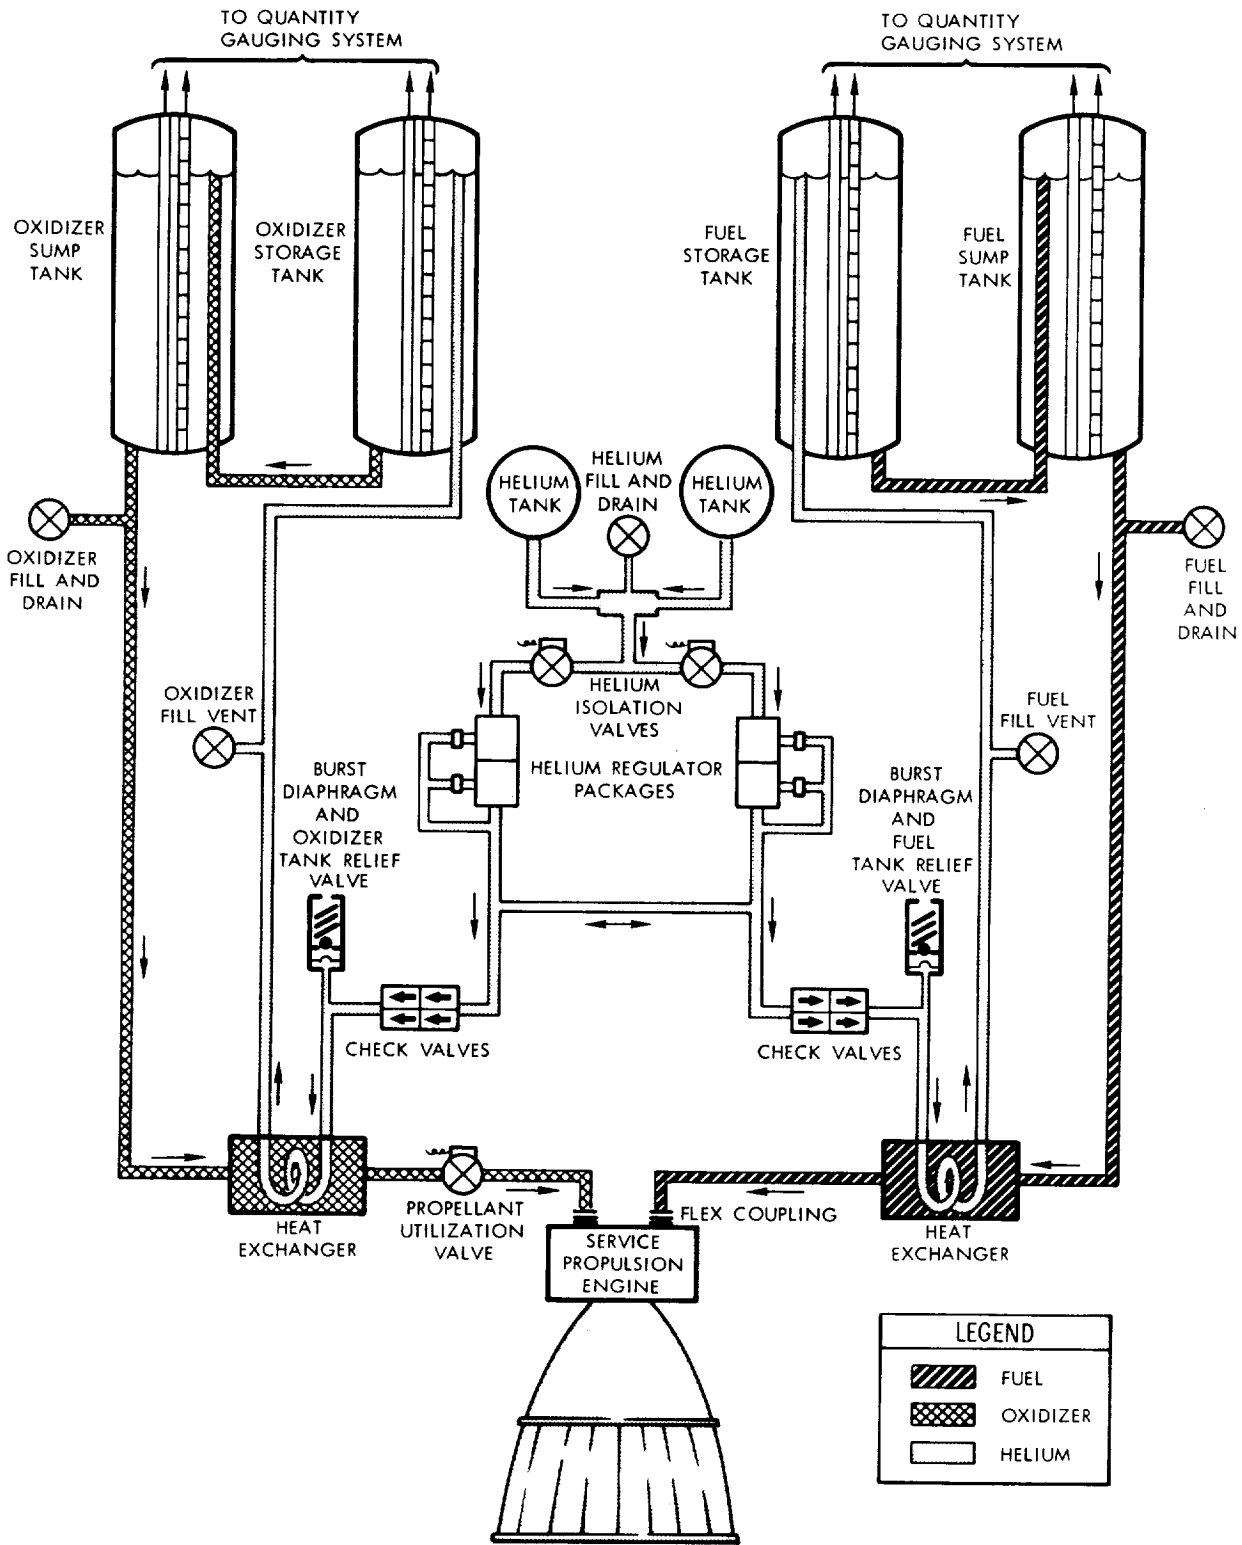 TO QUANTITY
GAUGING SYSTEM
TO QUANTITY
GAUGING SYSTEM
OXIDIZER
SUMP
TANK
OXIDIZER
STORAGE
TANK
FUEL
STORAGE
TANK
FUEL
SUMP
TANK
HELIUM
TANK
HELIUM
FILL AND
DRAIN
HELIUM
TANK
OXIDIZER
FILL AND
DRAIN
FUEL
FILL
AND
DRAIN
OXIDIZER
FILL VENT
HELIUM
ISOLATION
VALVES
FUEL
FILL VENT
HELIUM REGULATOR
PACKAGES
BURST
DIAPHRAGM
AND
OXIDIZER
TANK RELIEF
VALVE
BURST
DIAPHRAGM
AND
FUEL
TANK RELIEF
VALVE
CHECK VALVES
CHECK VALVES
HEAT
EXCHANGER
PROPELLANT
UTILIZATION
VALVE
FLEX COUPLING
HEAT
EXCHANGER
SERVICE
PROPULSION
ENGINE
LEGEND
FUEL
OXIDIZER
HELIUM